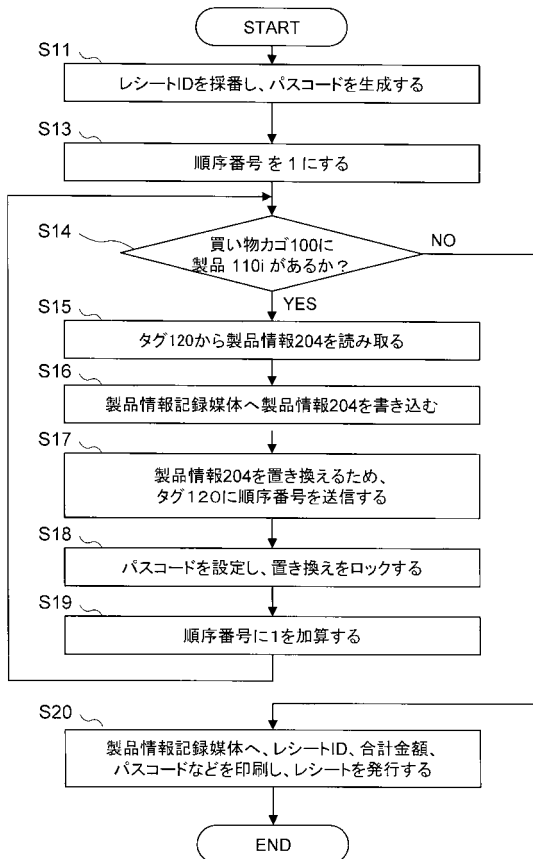 START
S11
レシートIDを採番し、パスコードを生成する
S13
順序番号 を 1 にする
S14
買い物カゴ100に
製品 110i があるか？
NO
YES
S15
タグ120から製品情報204を読み取る
S16
製品情報記録媒体へ製品情報204を書き込む
S17
製品情報204を置き換えるため、
タグ120に順序番号を送信する
S18
パスコードを設定し、置き換えをロックする
S19
順序番号に1を加算する
S20
製品情報記録媒体へ、レシートID、合計金額、
パスコードなどを印刷し、レシートを発行する
END